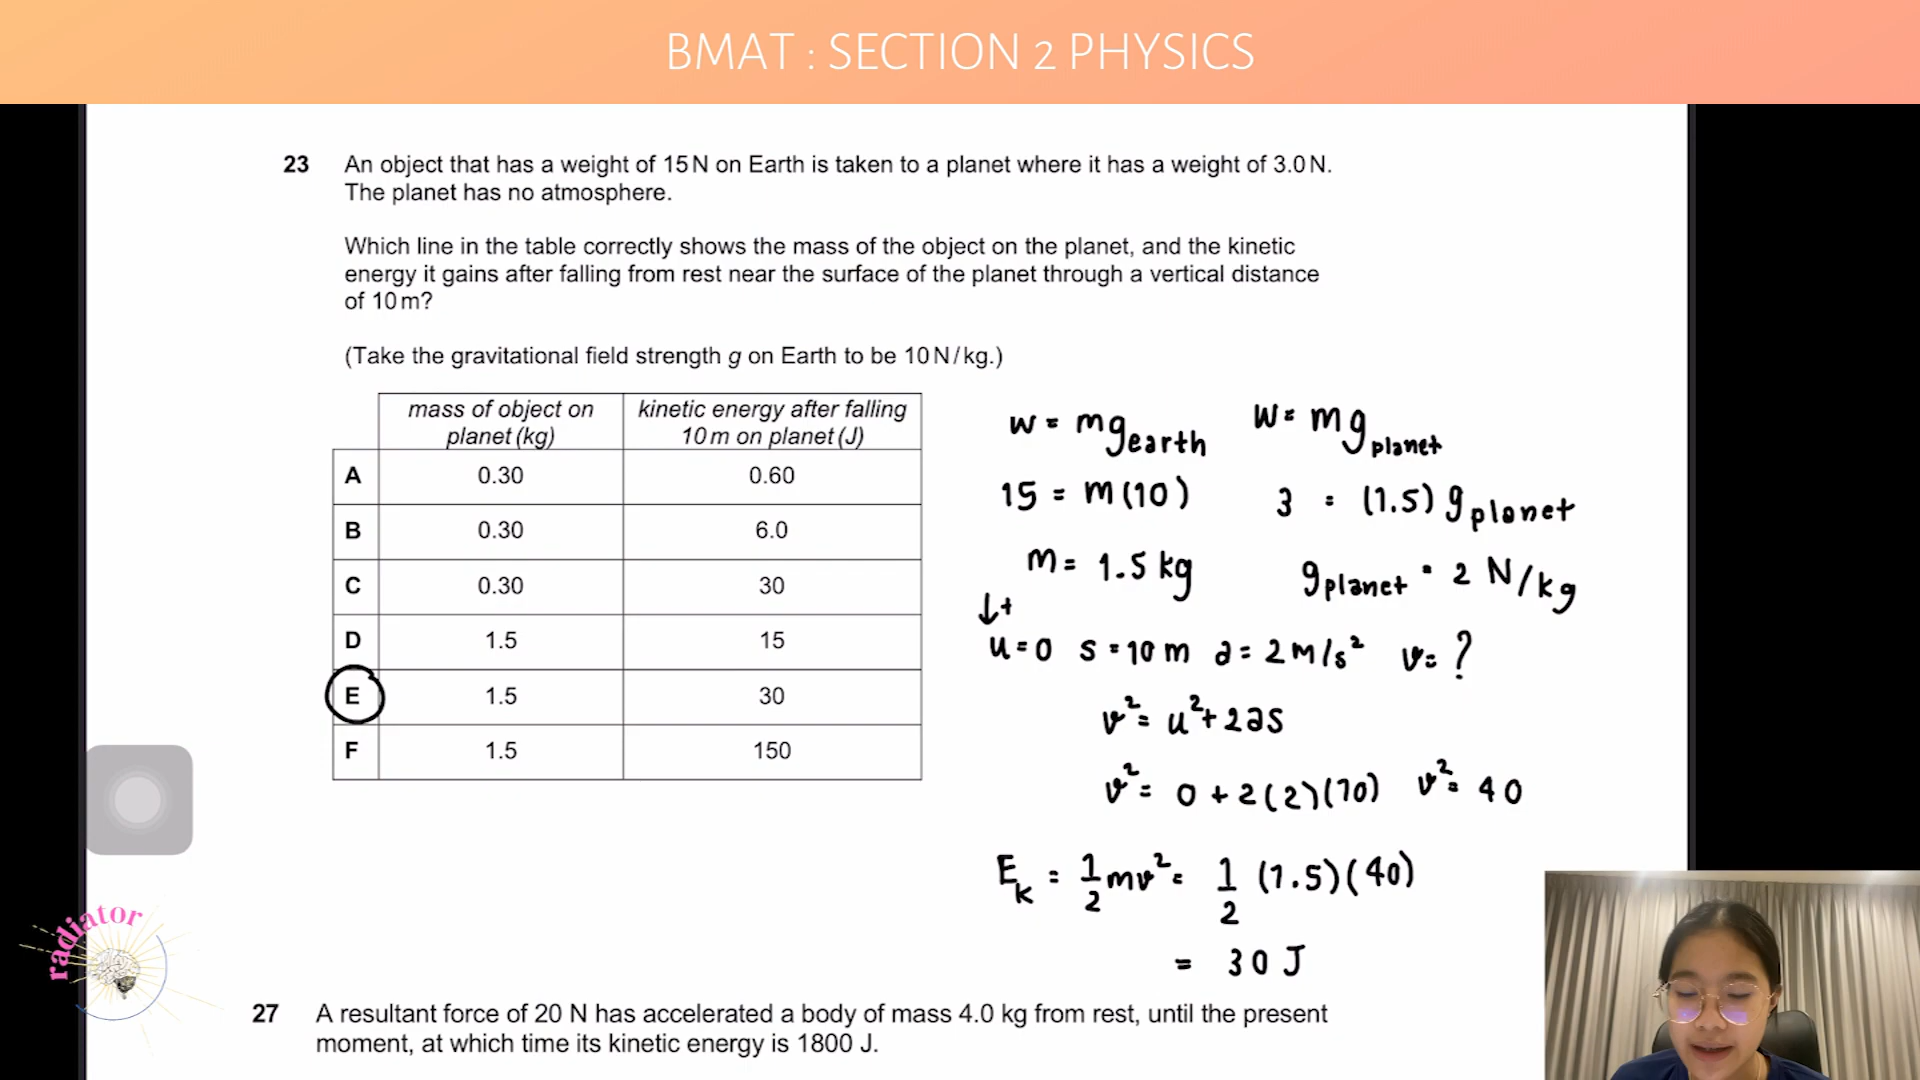 BMAT : SECTION 2 PHYSICS
23 An object that has a weight of 15 N on Earth is taken to a planet where it has a weight of 3.0 N.
The planet has no atmosphere.
Which line in the table correctly shows the mass of the object on the planet, and the kinetic
energy it gains after falling from rest near the surface of the planet through a vertical distance
of 10 m?
(Take the gravitational field strength g on Earth to be 10 N/kg.)
mass of object on
planet (kg)
kinetic energy after falling
10 m on planet (J)
A 0.30 0.60
B 0.30 6.0
C 0.30 30
D 1.5 15
E 1.5 30
F 1.5 150
W = mg earth
15 = m(10)
m = 1.5 kg
W = mg planet
3 = (1.5) g planet
g planet = 2 N/kg
↓+
u = 0 s = 10 m a = 2 m/s² v = ?
v² = u² + 2as
v² = 0 + 2(2)(10) v² = 40
Ek = 1/2 mv² = 1/2 (1.5)(40)
= 30 J
radiator
27 A resultant force of 20 N has accelerated a body of mass 4.0 kg from rest, until the present
moment, at which time its kinetic energy is 1800 J.